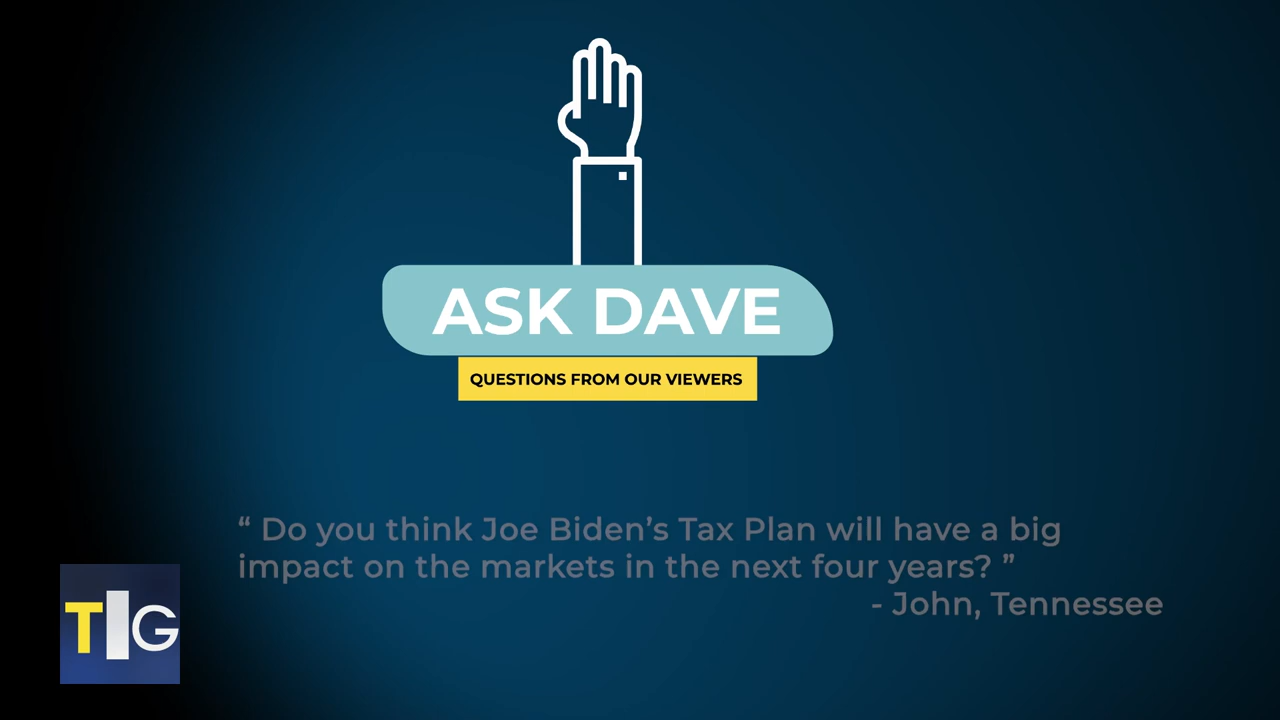 ASK DAVE
QUESTIONS FROM OUR VIEWERS
“ Do you think Joe Biden’s Tax Plan will have a big
impact on the markets in the next four years? ”
- John, Tennessee
TIG